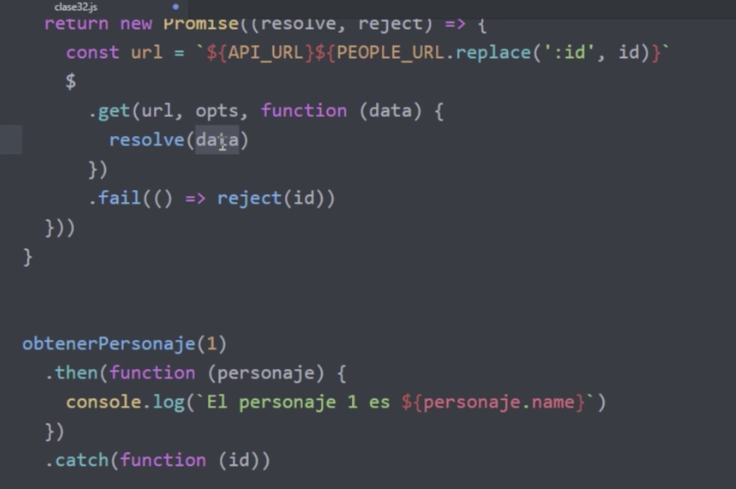 clase32.js
return new Promise((resolve, reject) => {
const url = `${API_URL}${PEOPLE_URL.replace(':id', id)}`
$
.get(url, opts, function (data) {
resolve(data)
})
.fail(() => reject(id))
}))
}
obtenerPersonaje(1)
.then(function (personaje) {
console.log(`El personaje 1 es ${personaje.name}`)
})
.catch(function (id))